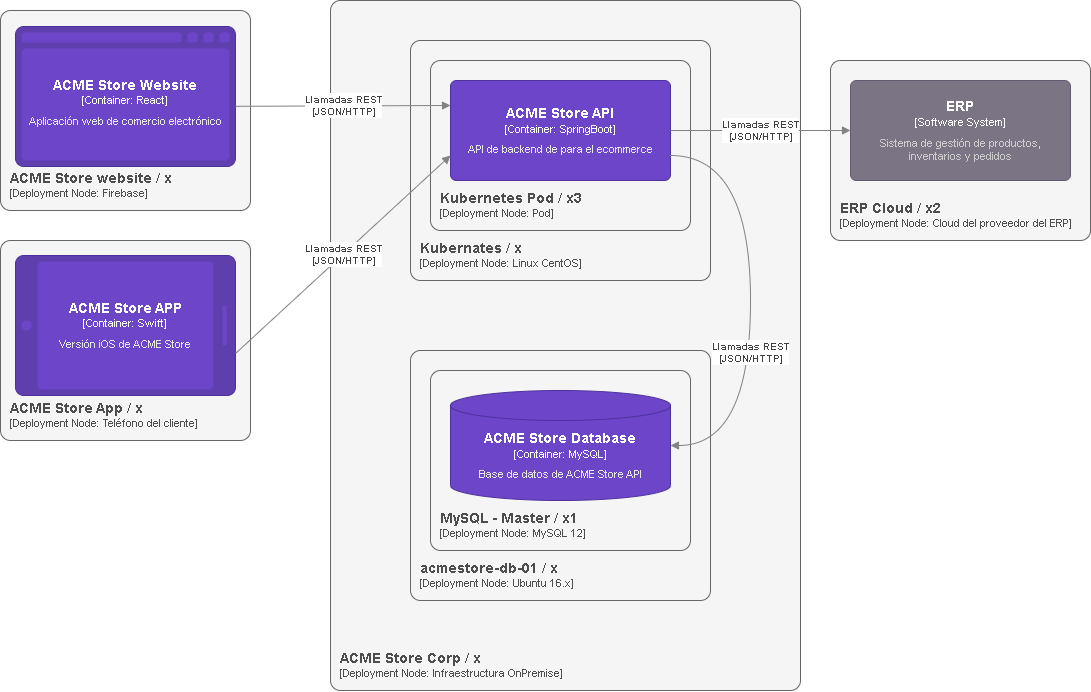 ACME Store Website
[Container: React]
Aplicación web de comercio electrónico
ACME Store website / x
[Deployment Node: Firebase]
ACME Store APP
[Container: Swift]
Versión iOS de ACME Store
ACME Store App / x
[Deployment Node: Teléfono del cliente]
Llamadas REST
[JSON/HTTP]
Llamadas REST
[JSON/HTTP]
ACME Store API
[Container: SpringBoot]
API de backend de para el ecommerce
Kubernetes Pod / x3
[Deployment Node: Pod]
Kubernates / x
[Deployment Node: Linux CentOS]
Llamadas REST
[JSON/HTTP]
ERP
[Software System]
Sistema de gestión de productos,
inventarios y pedidos
ERP Cloud / x2
[Deployment Node: Cloud del proveedor del ERP]
Llamadas REST
[JSON/HTTP]
ACME Store Database
[Container: MySQL]
Base de datos de ACME Store API
MySQL - Master / x1
[Deployment Node: MySQL 12]
acmestore-db-01 / x
[Deployment Node: Ubuntu 16.x]
ACME Store Corp / x
[Deployment Node: Infraestructura OnPremise]